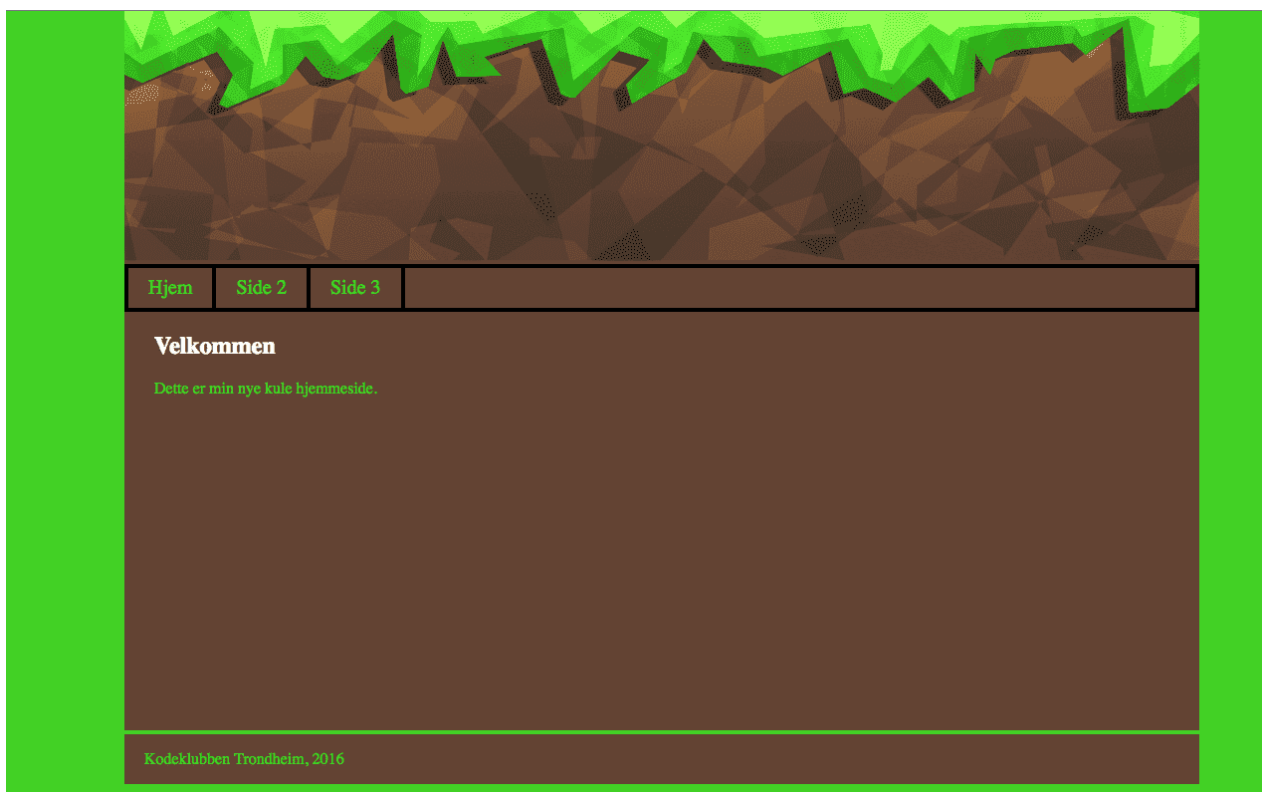 Hjem Side 2 Side 3
Velkommen
Dette er min nye kule hjemmeside.
Kodeklubben Trondheim, 2016